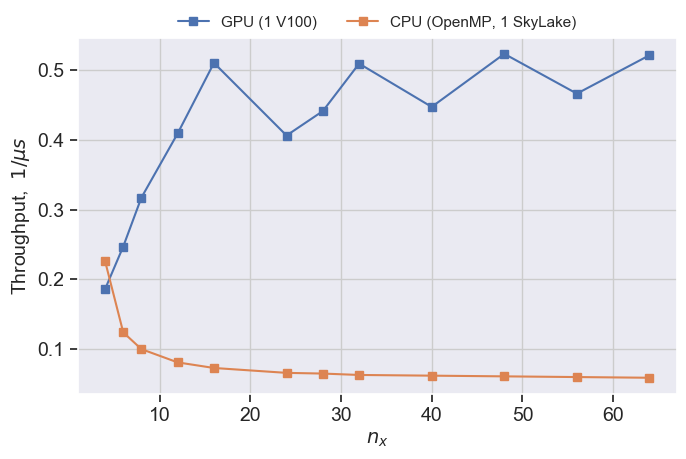 GPU (1 V100)
CPU (OpenMP, 1 SkyLake)
0.5
0.4
0.3
0.2
0.1
Throughput, 1/μs
10 20 30 40 50 60
nₓ